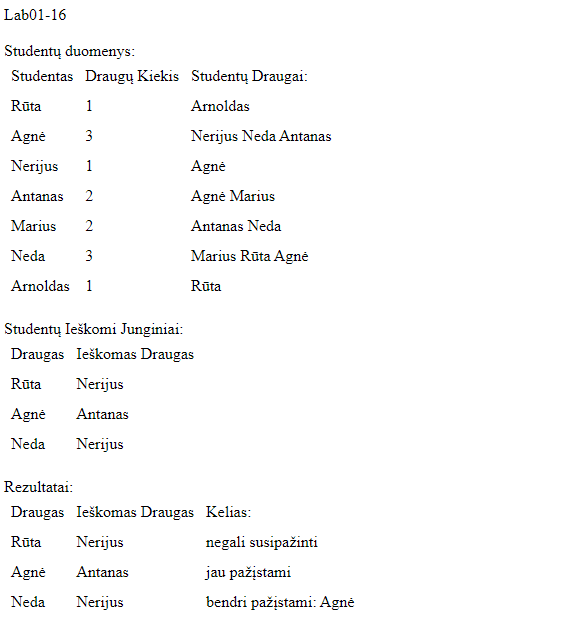 Lab01-16
Studentų duomenys:
Studentas Draugų Kiekis Studentų Draugai:
Rūta 1 Arnoldas
Agnė 3 Nerijus Neda Antanas
Nerijus 1 Agnė
Antanas 2 Agnė Marius
Marius 2 Antanas Neda
Neda 3 Marius Rūta Agnė
Arnoldas 1 Rūta
Studentų Ieškomi Junginiai:
Draugas Ieškomas Draugas
Rūta Nerijus
Agnė Antanas
Neda Nerijus
Rezultatai:
Draugas Ieškomas Draugas Kelias:
Rūta Nerijus negali susipažinti
Agnė Antanas jau pažįstami
Neda Nerijus bendri pažįstami: Agnė